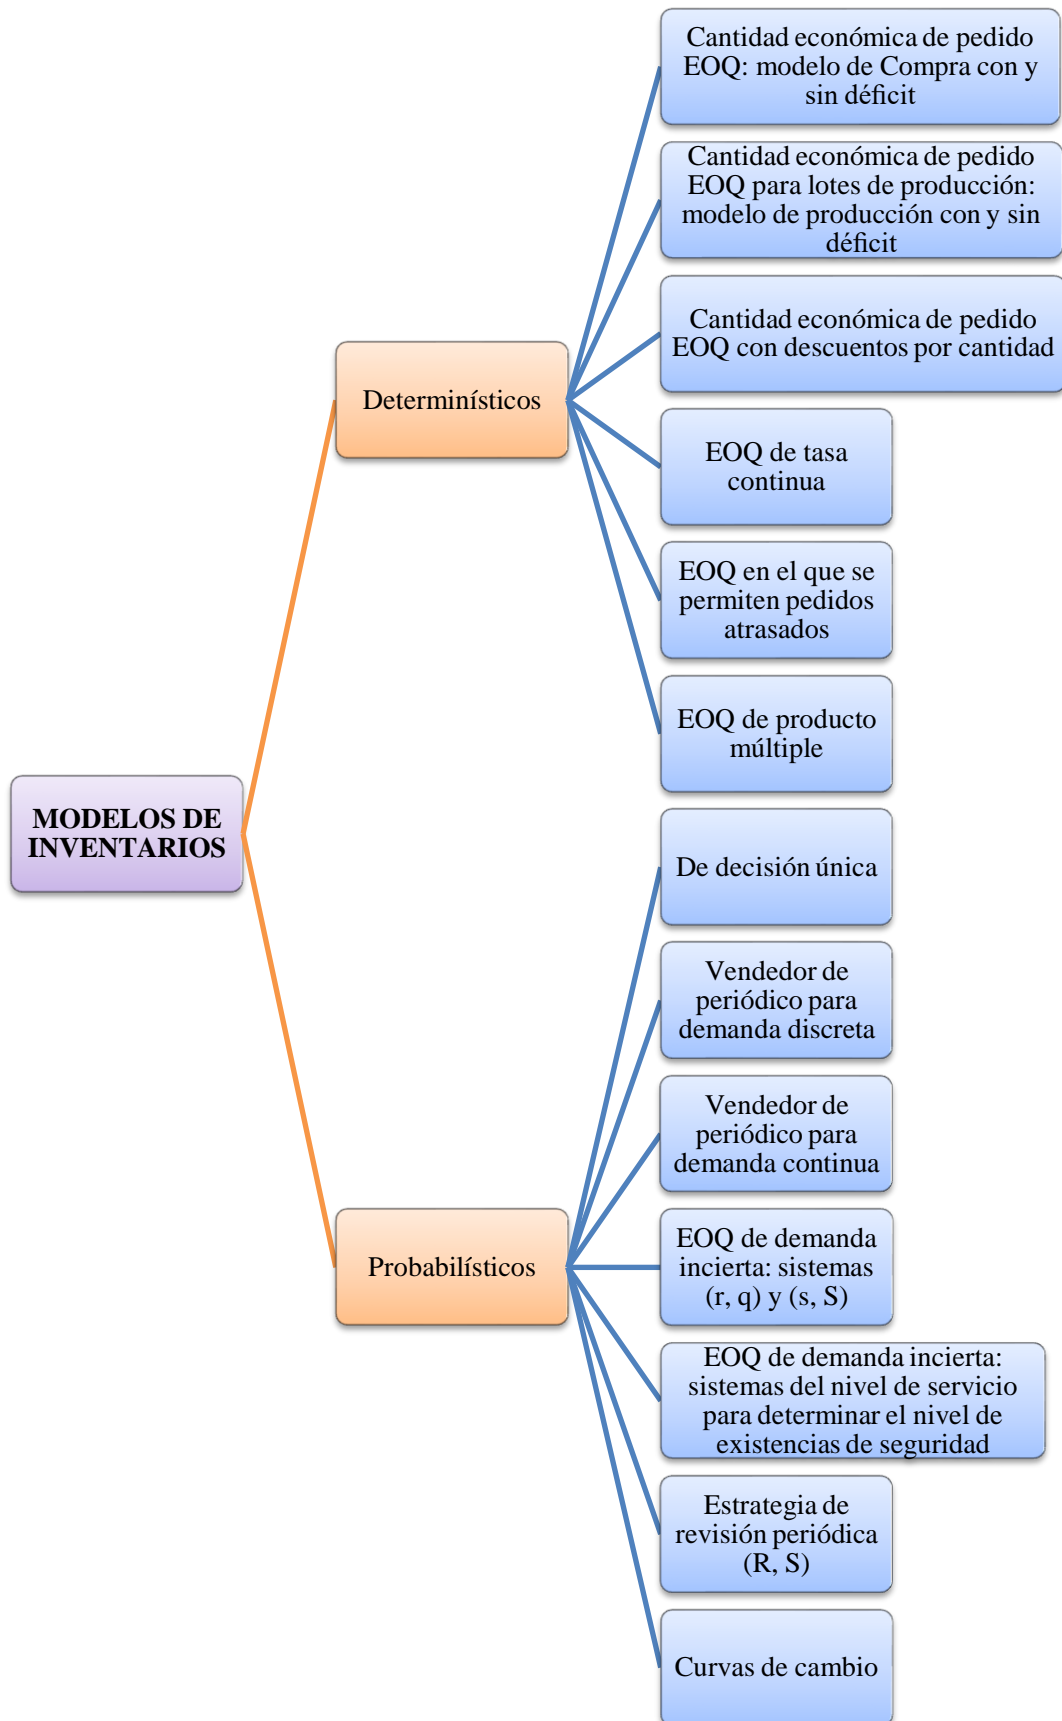 Cantidad económica de pedido
EOQ: modelo de Compra con y
sin déficit
Cantidad económica de pedido
EOQ para lotes de producción:
modelo de producción con y sin
déficit
Cantidad económica de pedido
EOQ con descuentos por cantidad
Determinísticos
EOQ de tasa
continua
EOQ en el que se
permiten pedidos
atrasados
EOQ de producto
múltiple
MODELOS DE
INVENTARIOS
De decisión única
Vendedor de
periódico para
demanda discreta
Vendedor de
periódico para
demanda continua
Probabilísticos
EOQ de demanda
incierta: sistemas
(r, q) y (s, S)
EOQ de demanda incierta:
sistemas del nivel de servicio
para determinar el nivel de
existencias de seguridad
Estrategia de
revisión periódica
(R, S)
Curvas de cambio